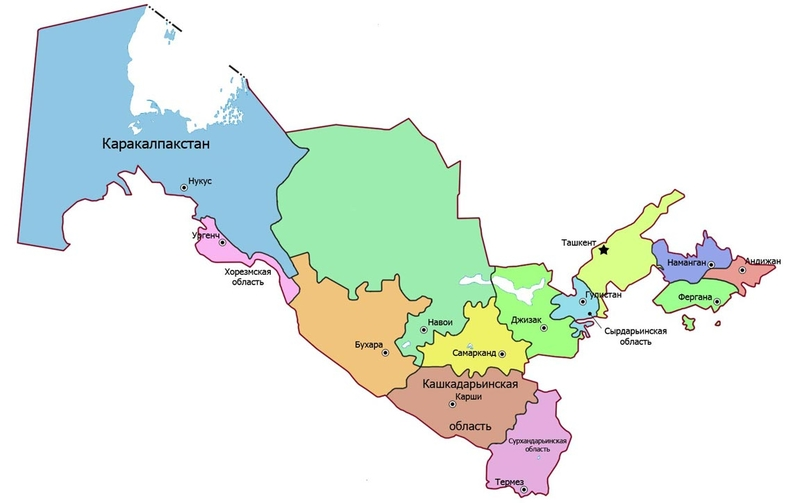 Каракалпакстан
Нукус
Ургенч
Хорезмская
область
Ташкент
Наманган
Андижан
Фергана
Гулистан
Сырдарьинская
область
Джизак
Навои
Бухара
Самарканд
Кашкадарьинская
Карши
область
Сурхандарьинская
область
Термез